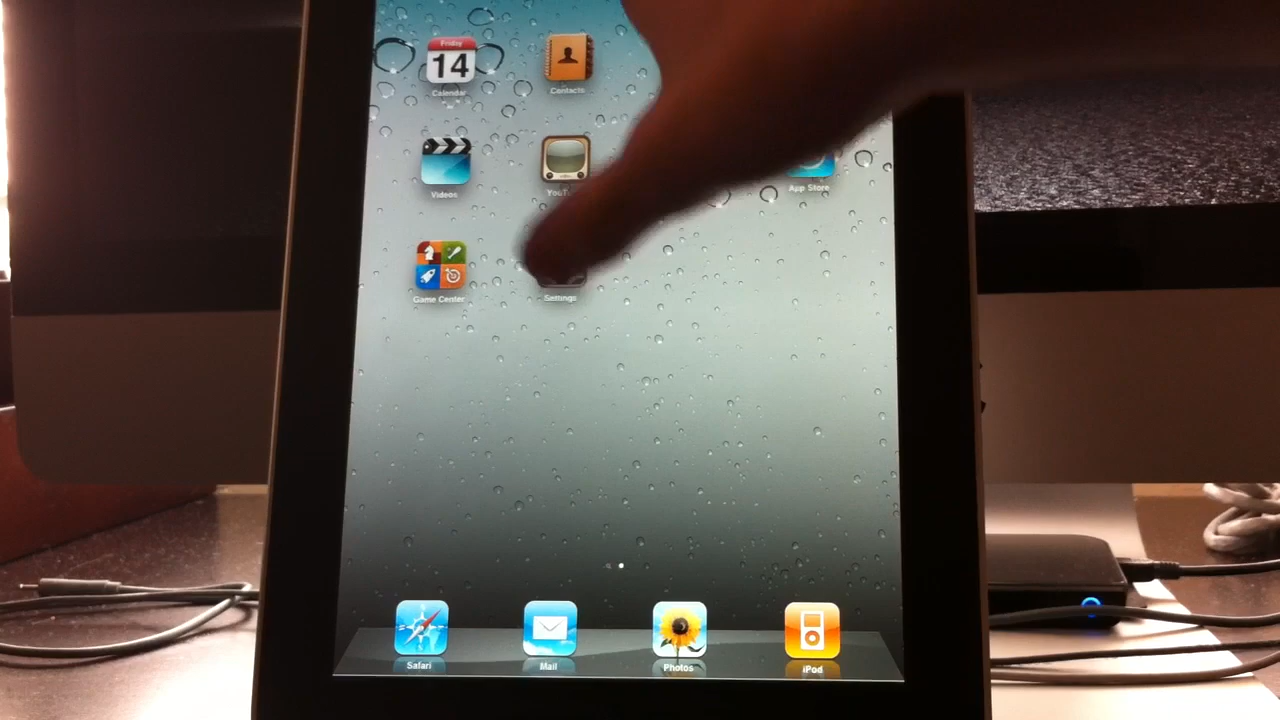 Friday
14
Calendar
Contacts
Videos
App Store
Game Center
Settings
Safari
Mail
Photos
iPod